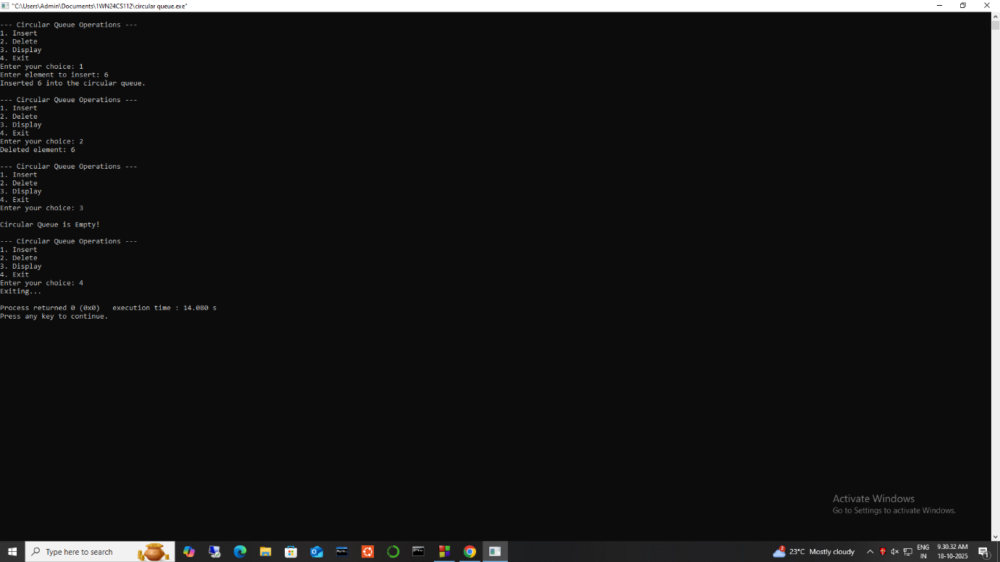 "C:\Users\Admin\Documents\1WN24CS112\circular queue.exe"
--- Circular Queue Operations ---
1. Insert
2. Delete
3. Display
4. Exit
Enter your choice: 1
Enter element to insert: 6
Inserted 6 into the circular queue.
--- Circular Queue Operations ---
1. Insert
2. Delete
3. Display
4. Exit
Enter your choice: 2
Deleted element: 6
--- Circular Queue Operations ---
1. Insert
2. Delete
3. Display
4. Exit
Enter your choice: 3
Circular Queue is Empty!
--- Circular Queue Operations ---
1. Insert
2. Delete
3. Display
4. Exit
Enter your choice: 4
Exiting...
Process returned 0 (0x0)   execution time : 14.080 s
Press any key to continue.
Activate Windows
Go to Settings to activate Windows.
Type here to search
2
23°C Mostly cloudy
ENG
IN
9.30.32 AM
18-10-2025
1